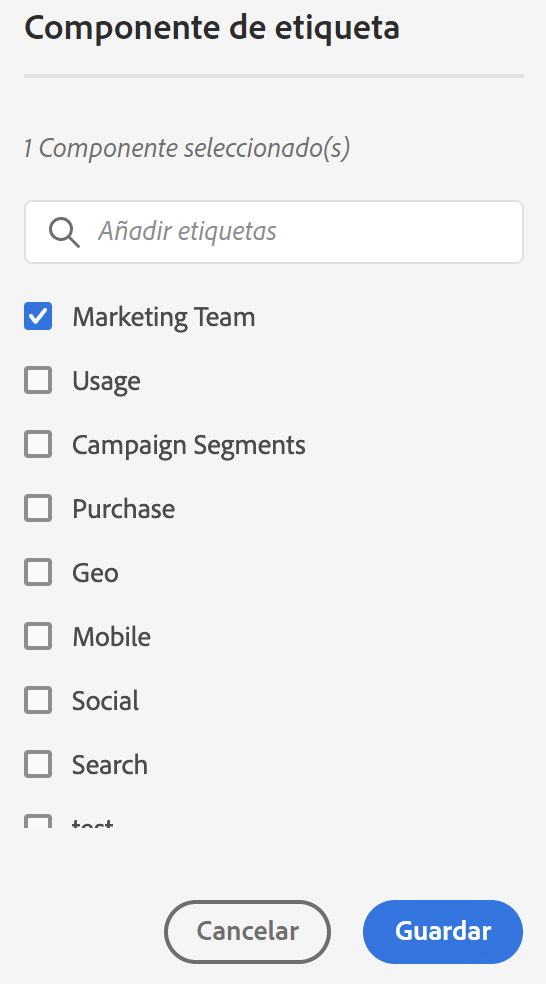 Componente de etiqueta
1 Componente seleccionado(s)
Añadir etiquetas
Marketing Team
Usage
Campaign Segments
Purchase
Geo
Mobile
Social
Search
test
Cancelar
Guardar